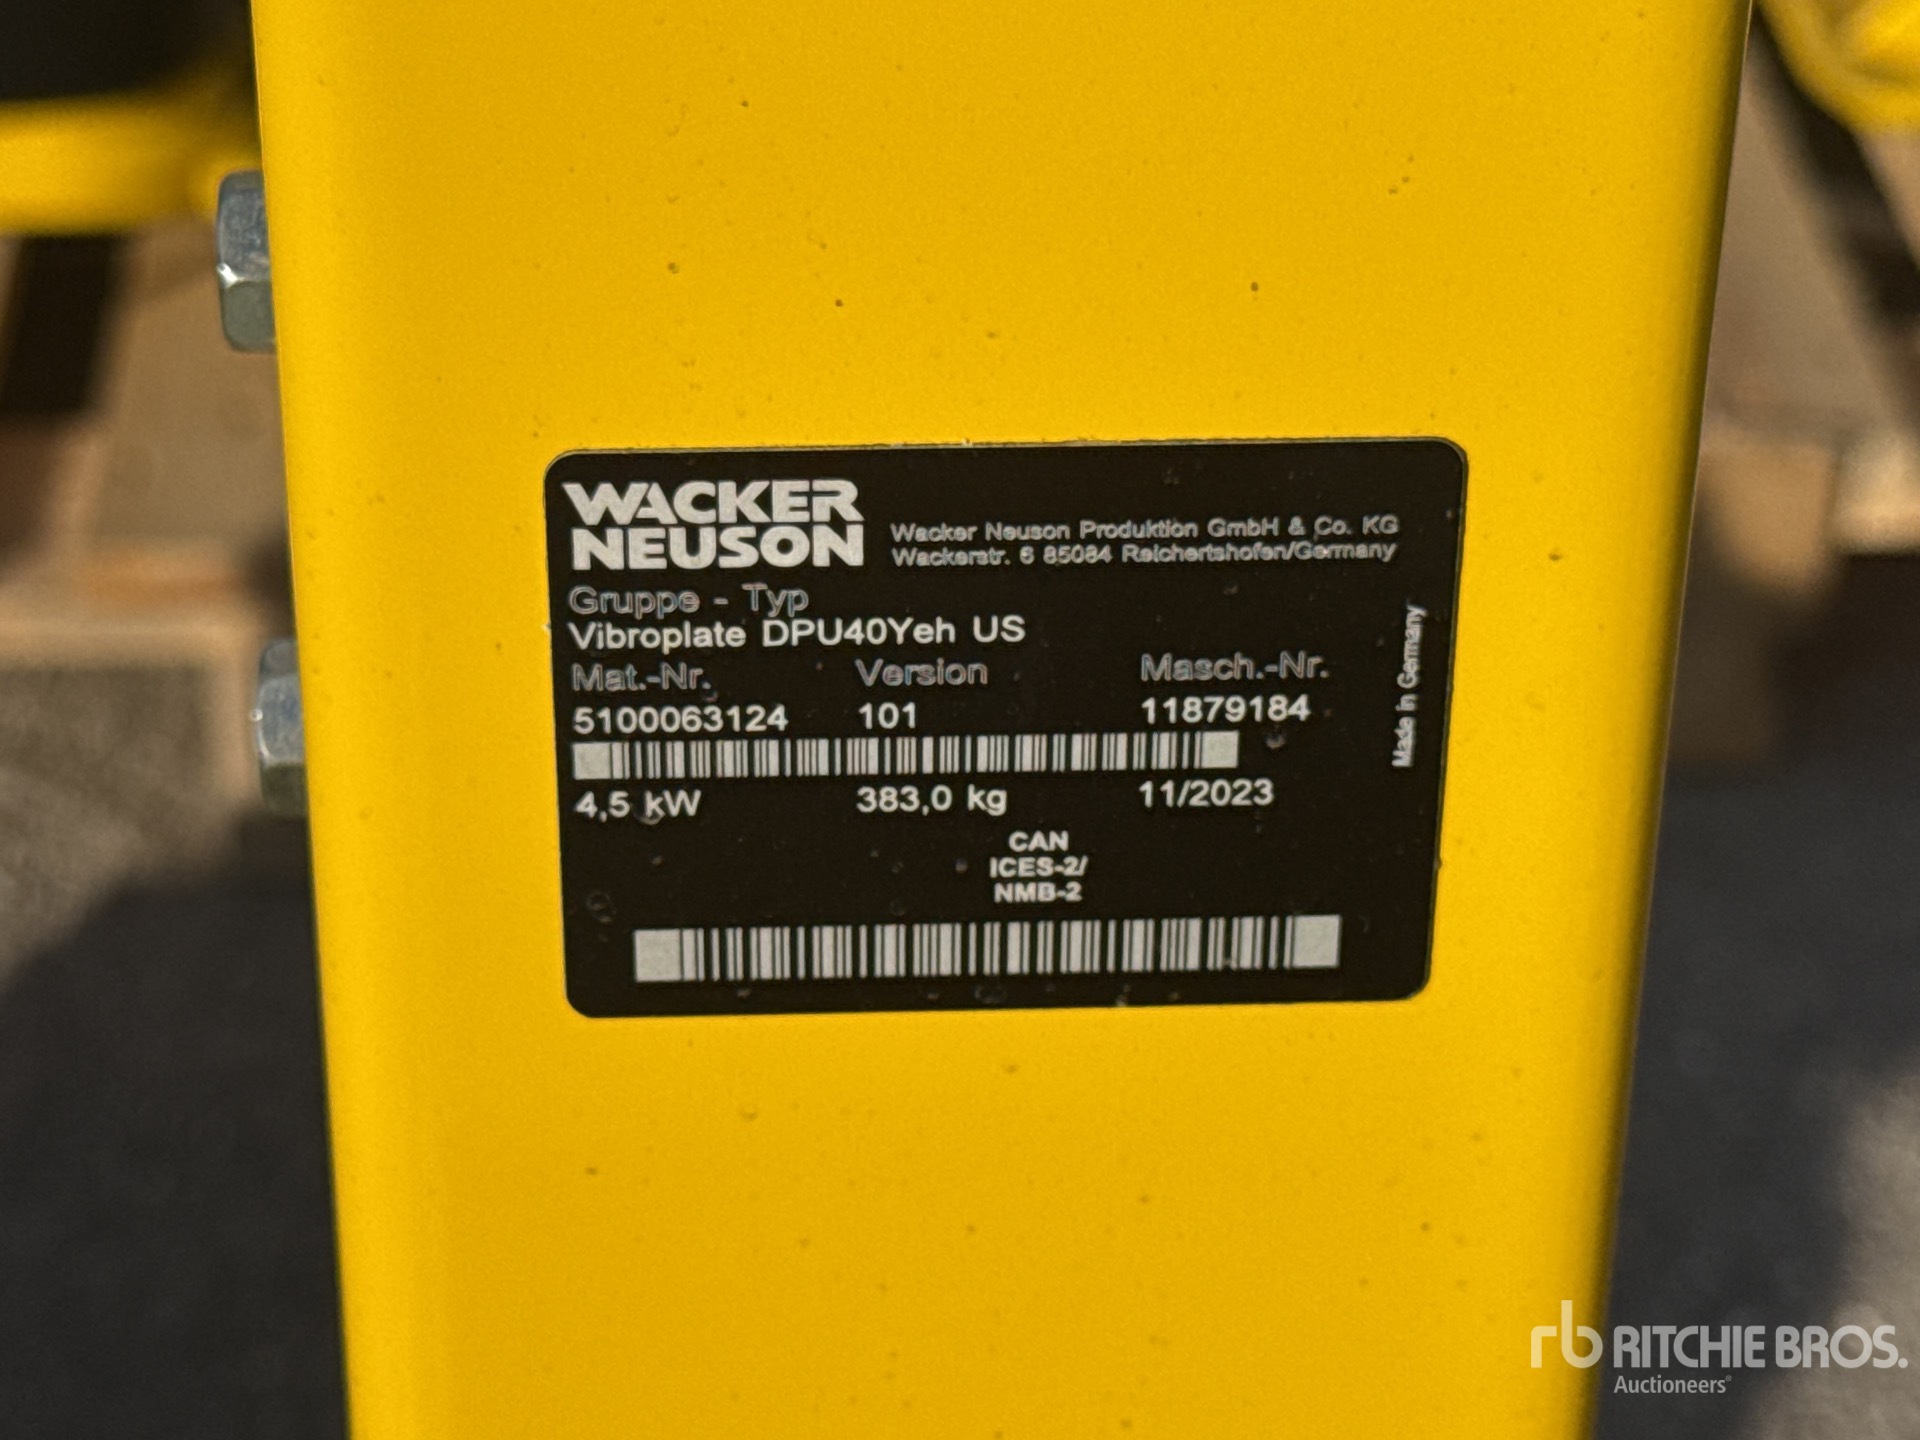 WACKER
NEUSON
Wacker Neuson Produktion GmbH & Co. KG
Wackerstr. 6 85084 Reichertshofen/Germany
Gruppe - Typ
Vibroplate DPU40Yeh US
Mat.-Nr. Version Masch.-Nr.
5100063124 101 11879184
4,5 kW 383,0 kg 11/2023
CAN
ICES-2/
NMB-2
Made in Germany
rb RITCHIE BROS.
Auctioneers®